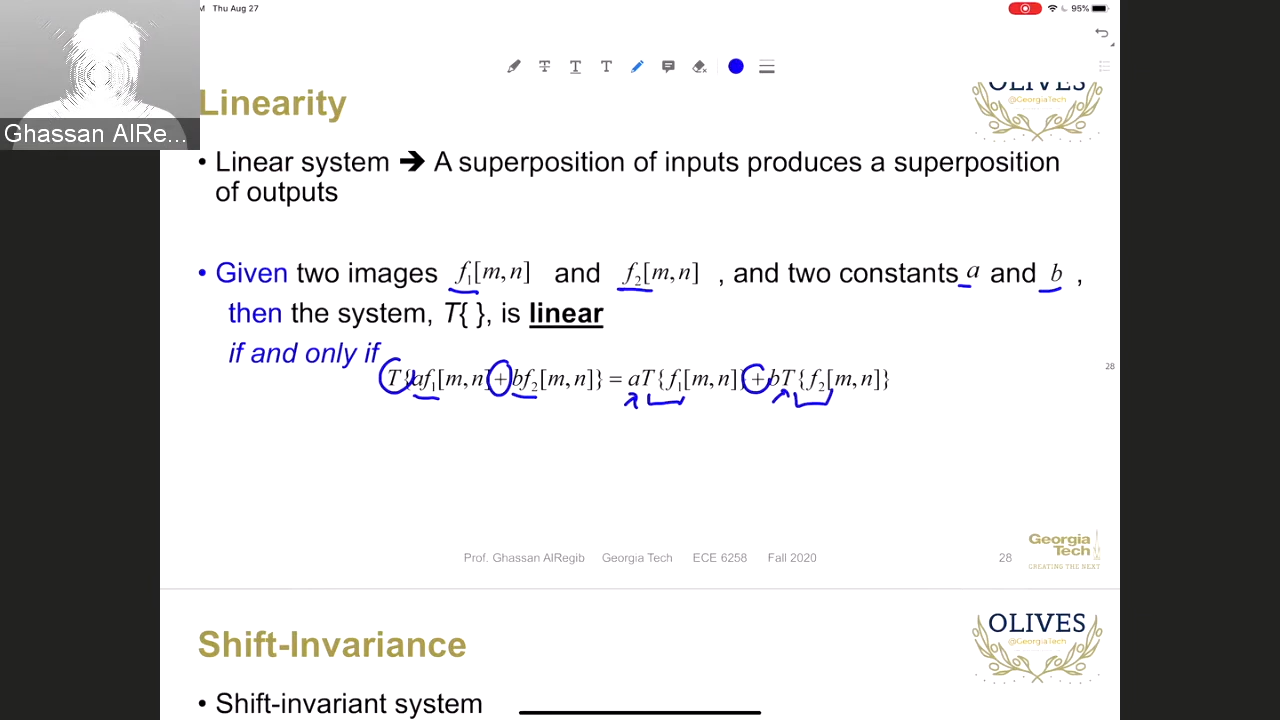 M Thu Aug 27
95%
Ghassan AlRe...
Linearity
OLIVES
@GeorgiaTech
• Linear system ➔ A superposition of inputs produces a superposition
of outputs
• Given two images f₁[m,n] and f₂[m,n] , and two constants a and b ,
then the system, T{ }, is linear
if and only if
T{af₁[m,n]+bf₂[m,n]} = aT{f₁[m,n]}+bT{f₂[m,n]}
28
Prof. Ghassan AlRegib Georgia Tech ECE 6258 Fall 2020 28
Georgia
Tech
CREATING THE NEXT
Shift-Invariance
OLIVES
@GeorgiaTech
• Shift-invariant system